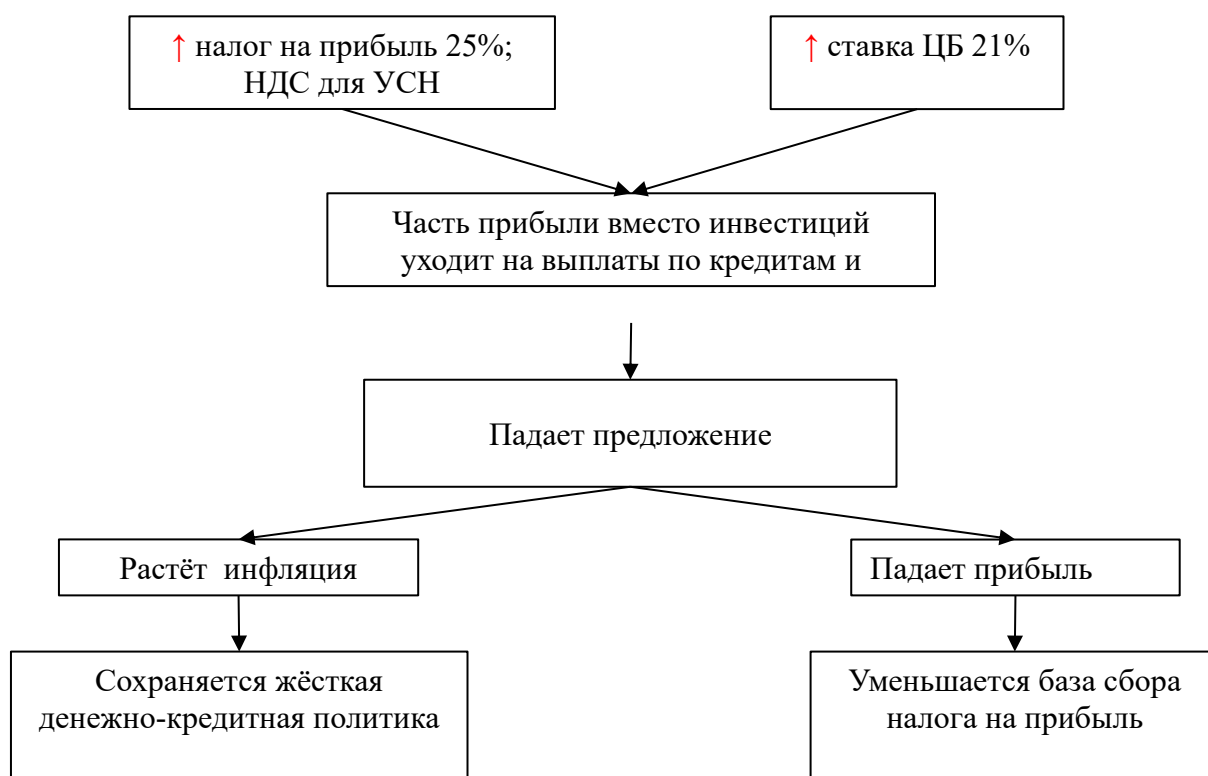 ↑ налог на прибыль 25%;
НДС для УСН
↑ ставка ЦБ 21%
Часть прибыли вместо инвестиций
уходит на выплаты по кредитам и
Падает предложение
Растёт инфляция
Падает прибыль
Сохраняется жёсткая
денежно-кредитная политика
Уменьшается база сбора
налога на прибыль